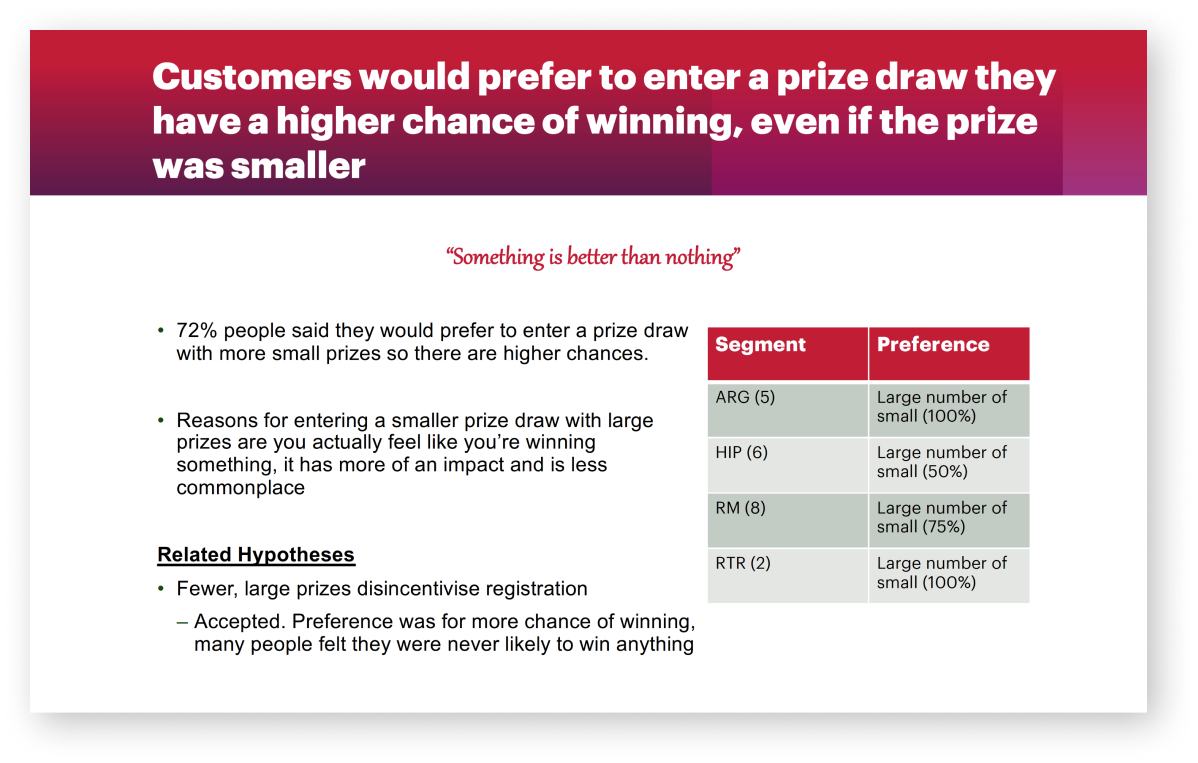 Customers would prefer to enter a prize draw they
have a higher chance of winning, even if the prize
was smaller
“Something is better than nothing”
• 72% people said they would prefer to enter a prize draw
with more small prizes so there are higher chances.
• Reasons for entering a smaller prize draw with large
prizes are you actually feel like you’re winning
something, it has more of an impact and is less
commonplace
Related Hypotheses
• Fewer, large prizes disincentivise registration
– Accepted. Preference was for more chance of winning,
many people felt they were never likely to win anything
Segment Preference
ARG (5) Large number of
small (100%)
HIP (6) Large number of
small (50%)
RM (8) Large number of
small (75%)
RTR (2) Large number of
small (100%)